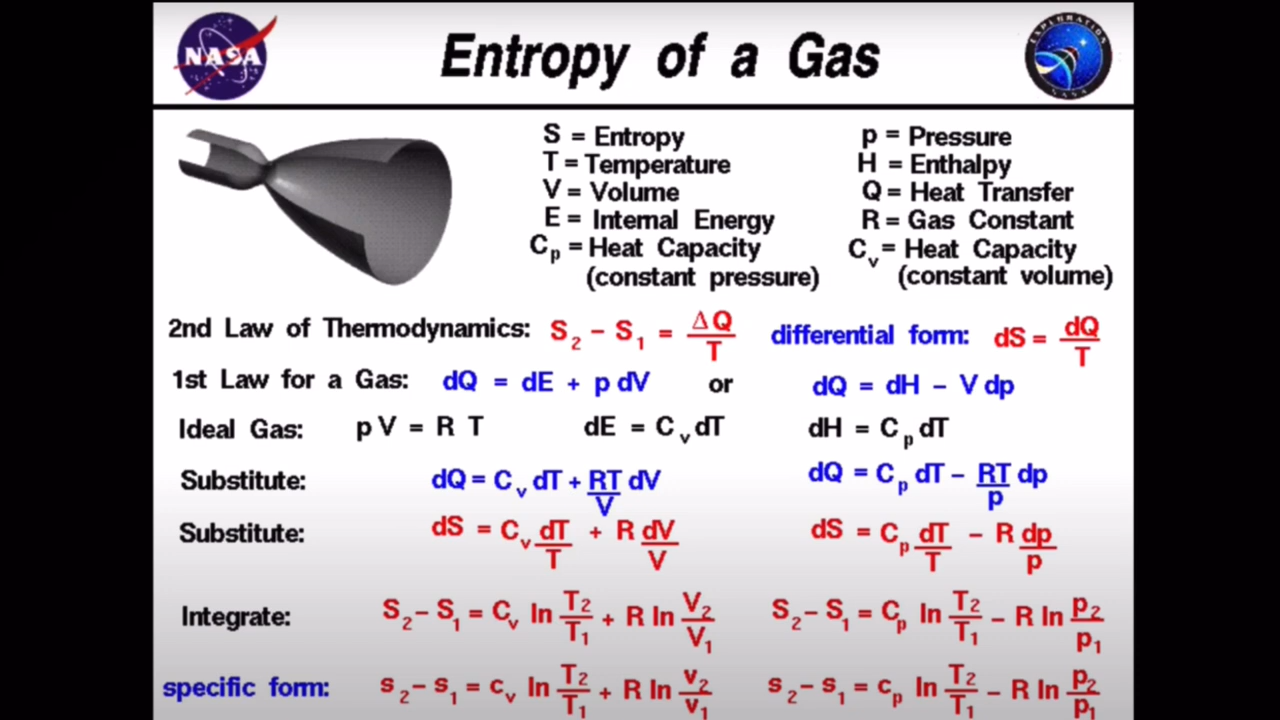 NASA
Entropy of a Gas
EXPLORATION
NASA
S = Entropy
p = Pressure
T = Temperature
H = Enthalpy
V = Volume
Q = Heat Transfer
E = Internal Energy
R = Gas Constant
Cp = Heat Capacity
(constant pressure)
Cv = Heat Capacity
(constant volume)
2nd Law of Thermodynamics: S2 − S1 = ΔQ/T differential form: dS = dQ/T
1st Law for a Gas: dQ = dE + p dV or dQ = dH − V dp
Ideal Gas: p V = R T dE = Cv dT dH = Cp dT
Substitute: dQ = Cv dT + RT/V dV dQ = Cp dT − RT/p dp
Substitute: dS = Cv dT/T + R dV/V dS = Cp dT/T − R dp/p
Integrate: S2 − S1 = Cv ln T2/T1 + R ln V2/V1 S2 − S1 = Cp ln T2/T1 − R ln p2/p1
specific form: s2 − s1 = cv ln T2/T1 + R ln v2/v1 s2 − s1 = cp ln T2/T1 − R ln p2/p1